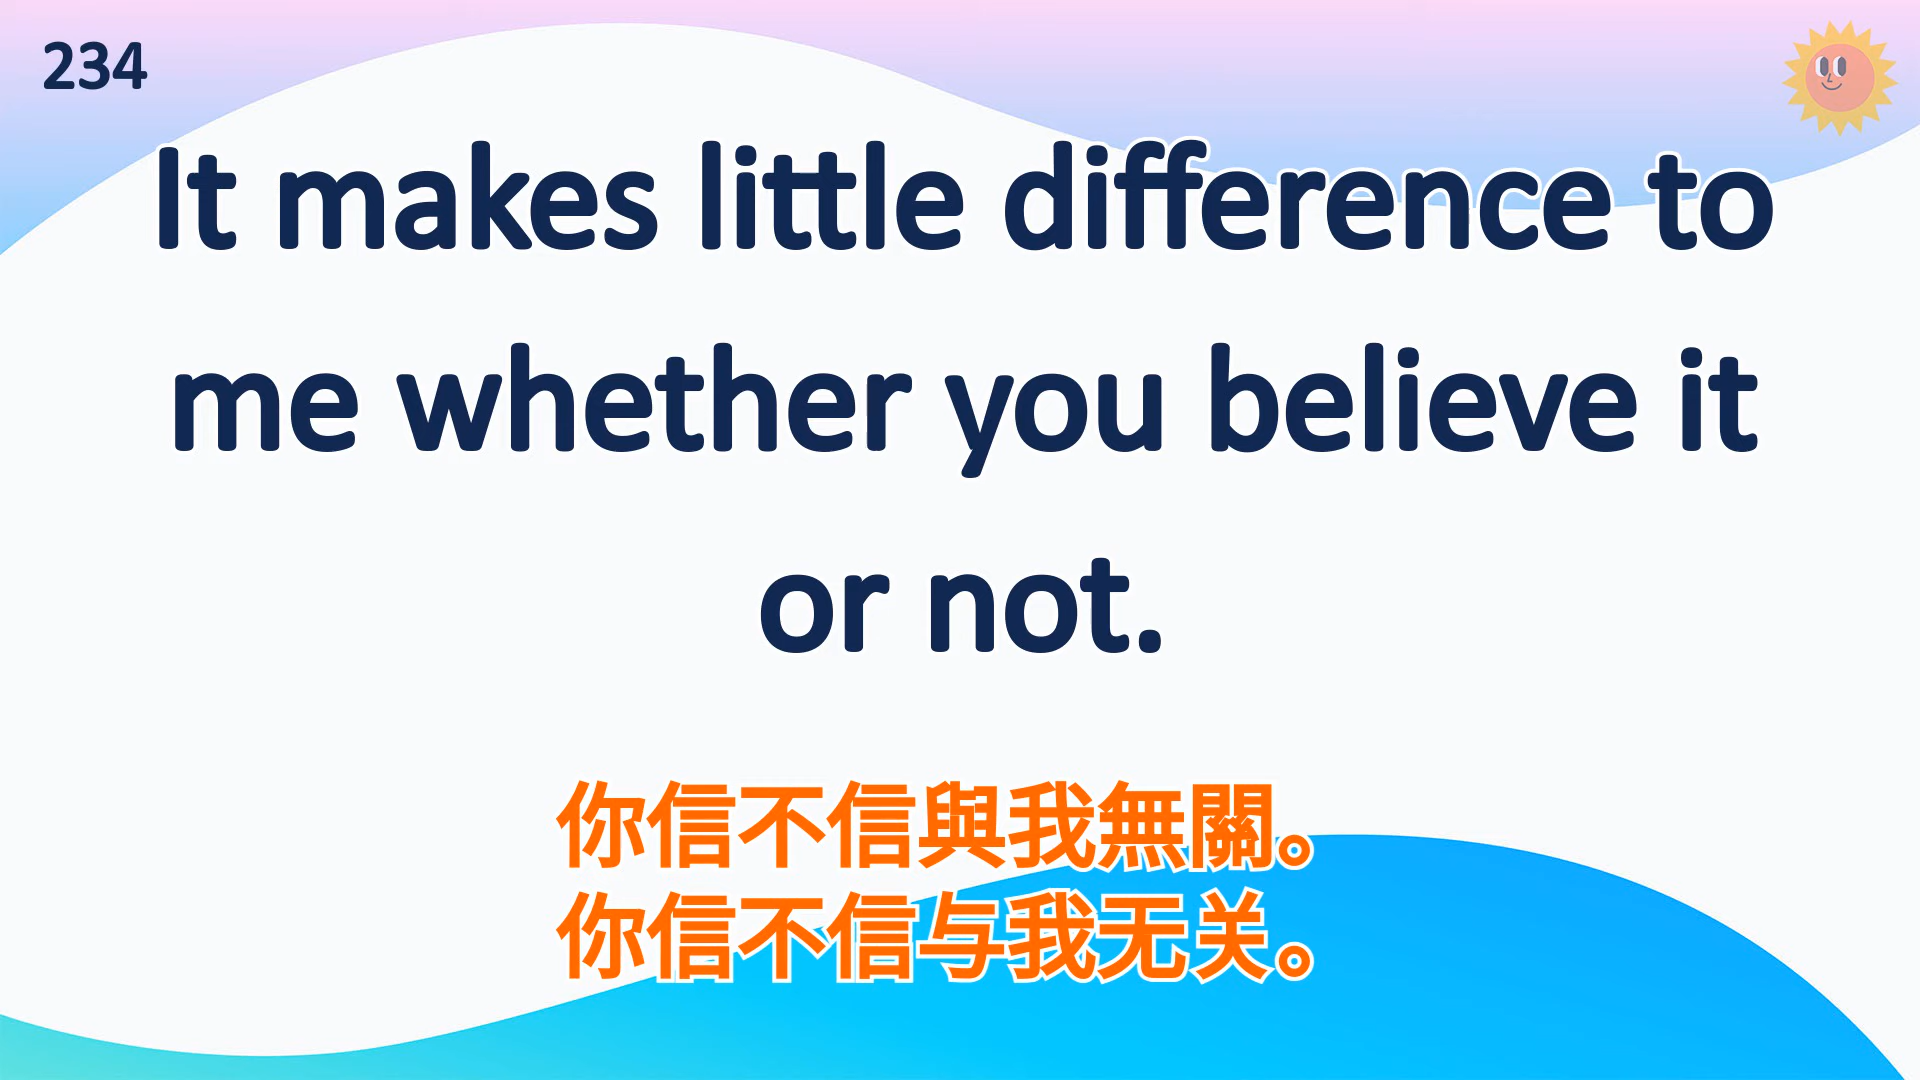 234
It makes little difference to
me whether you believe it
or not.
你信不信與我無關。
你信不信与我无关。